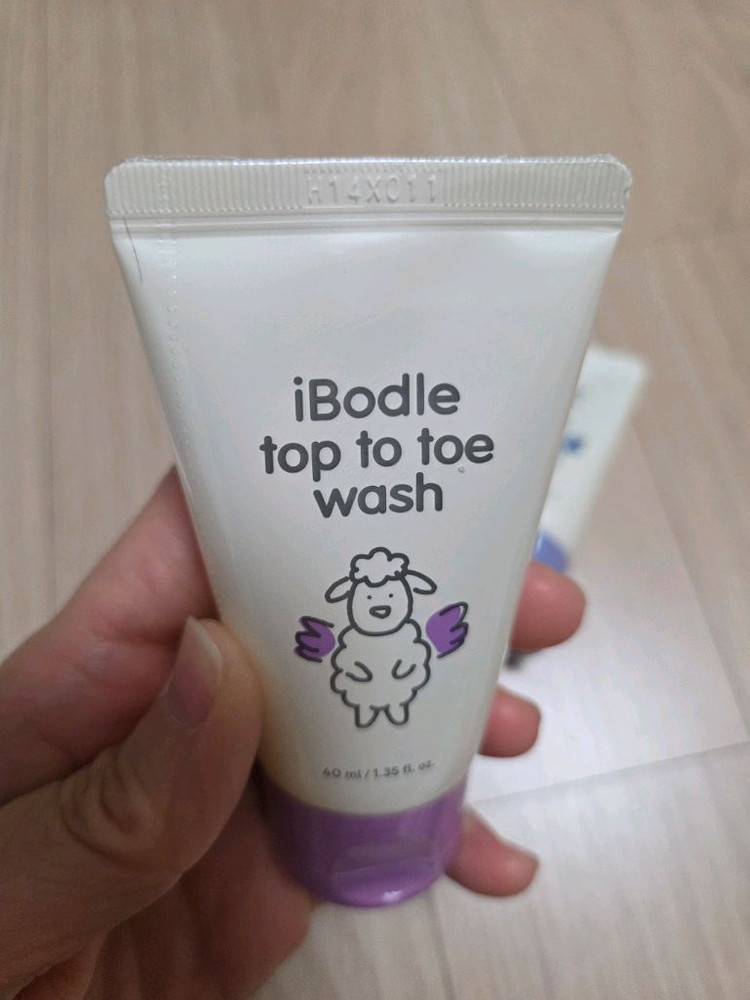 H14X011
iBodle
top to toe
wash
40 ml / 1.35 fl. oz.